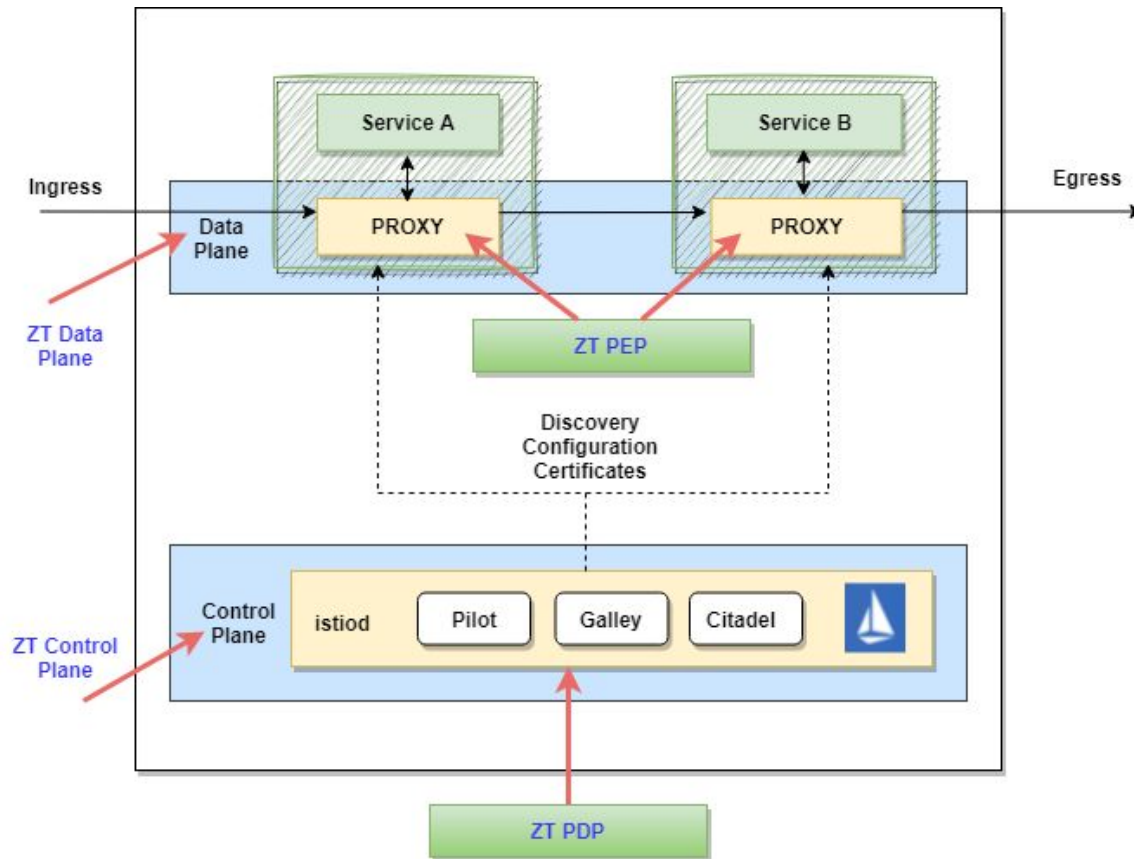 Service A
Service B
Ingress
Egress
Data
Plane
PROXY
PROXY
ZT Data
Plane
ZT PEP
Discovery
Configuration
Certificates
Control
Plane
istiod
Pilot
Galley
Citadel
ZT Control
Plane
ZT PDP